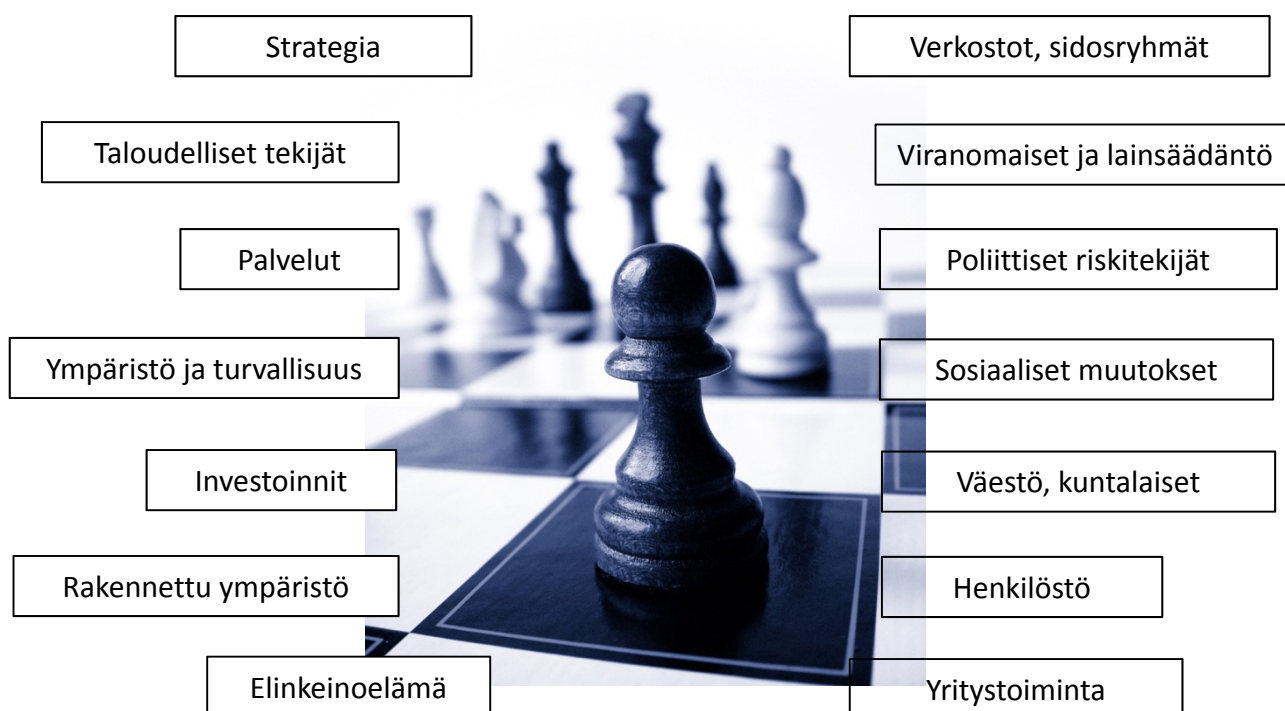 Strategia
Verkostot, sidosryhmät
Taloudelliset tekijät
Viranomaiset ja lainsäädäntö
Palvelut
Poliittiset riskitekijät
Ympäristö ja turvallisuus
Sosiaaliset muutokset
Investoinnit
Väestö, kuntalaiset
Rakennettu ympäristö
Henkilöstö
Elinkeinoelämä
Yritystoiminta